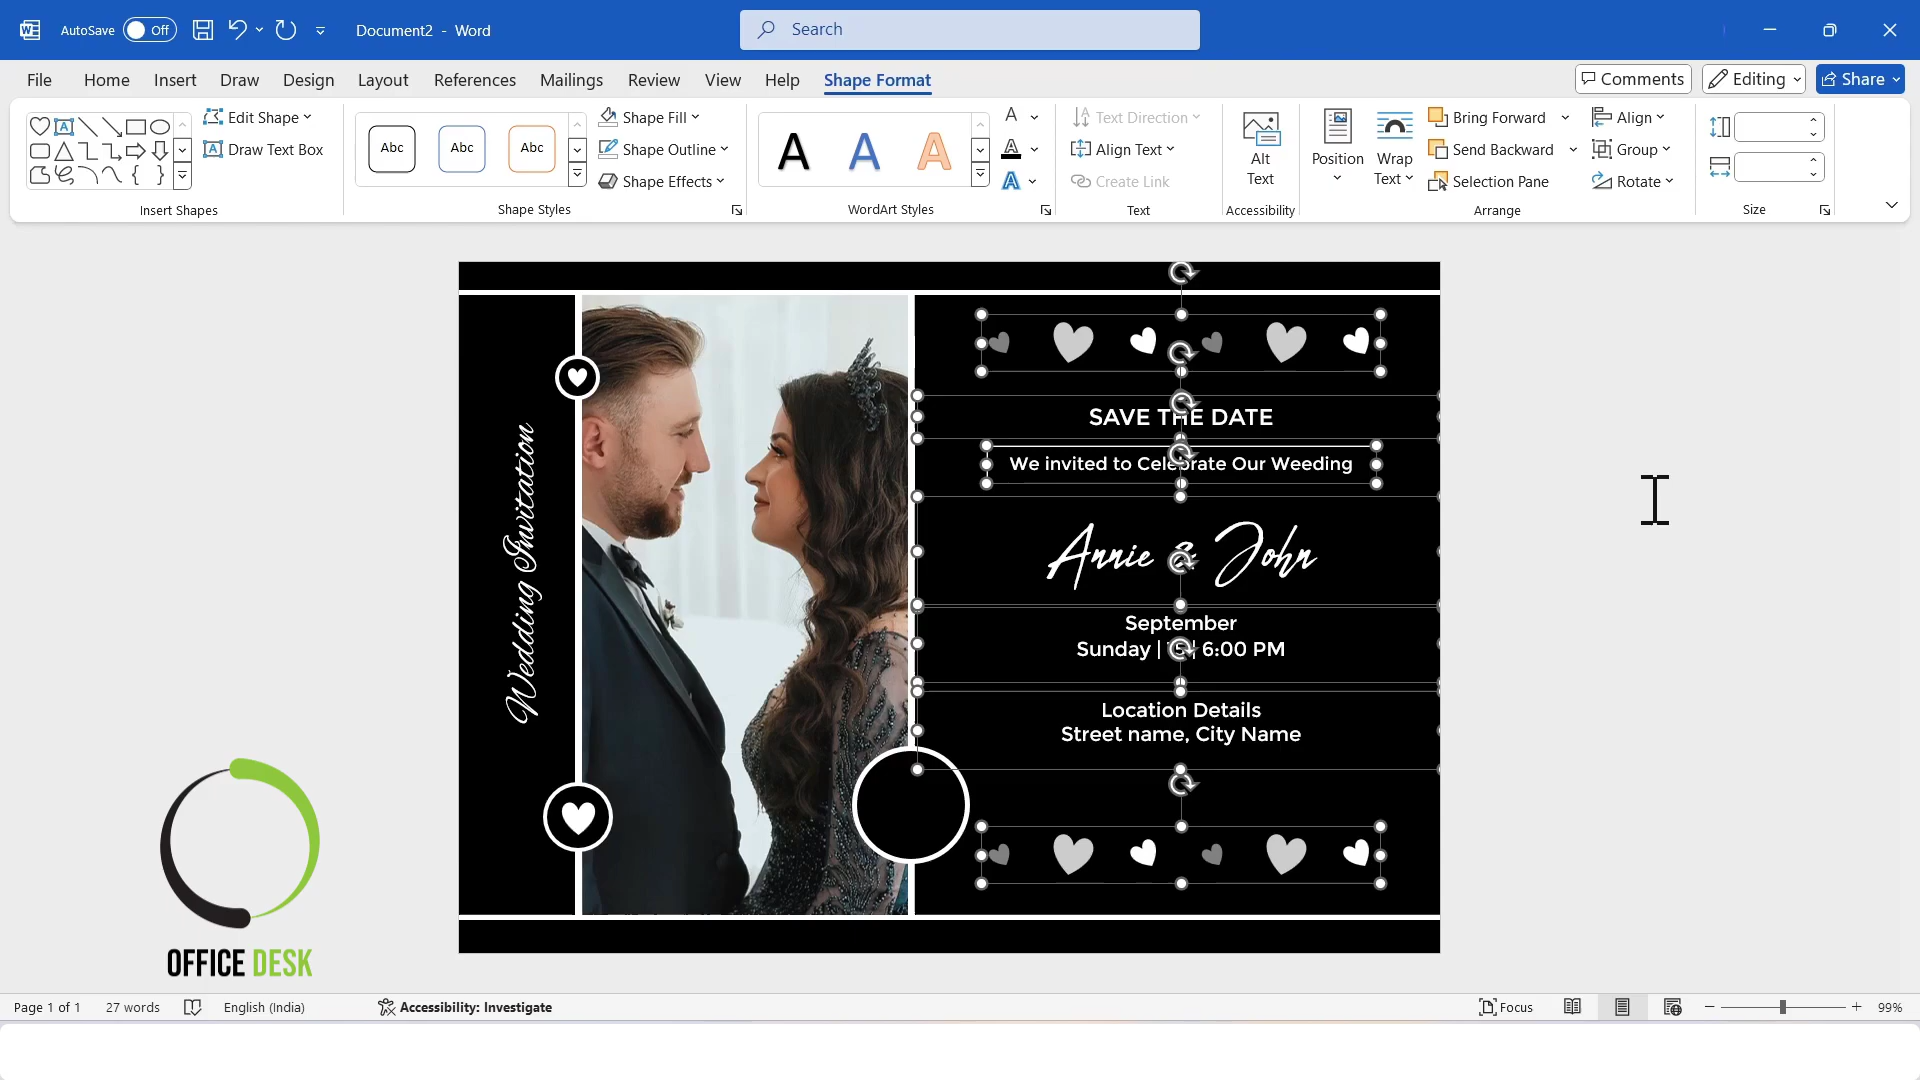 AutoSave Off
Document2 - Word
Search
File Home Insert Draw Design Layout References Mailings Review View Help Shape Format
Comments Editing Share
Edit Shape
Draw Text Box
Insert Shapes
Abc Abc Abc
Shape Fill
Shape Outline
Shape Effects
Shape Styles
A A A
A
A
A
WordArt Styles
Text Direction
Align Text
Create Link
Text
Alt
Text
Accessibility
Position
Wrap
Text
Bring Forward
Send Backward
Selection Pane
Align
Group
Rotate
Arrange
Size
Wedding Invitation
SAVE THE DATE
We invited to Celebrate Our Weeding
Annie & John
September
Sunday | 15 | 6:00 PM
Location Details
Street name, City Name
OFFICE DESK
Page 1 of 1 27 words English (India) Accessibility: Investigate Focus 99%